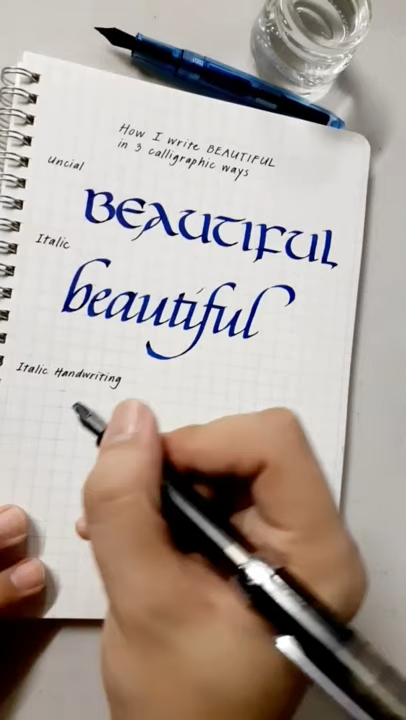 How I write BEAUTIFUL
in 3 calligraphic ways
Uncial
BEAUTIFUL
Italic
beautiful
Italic Handwriting